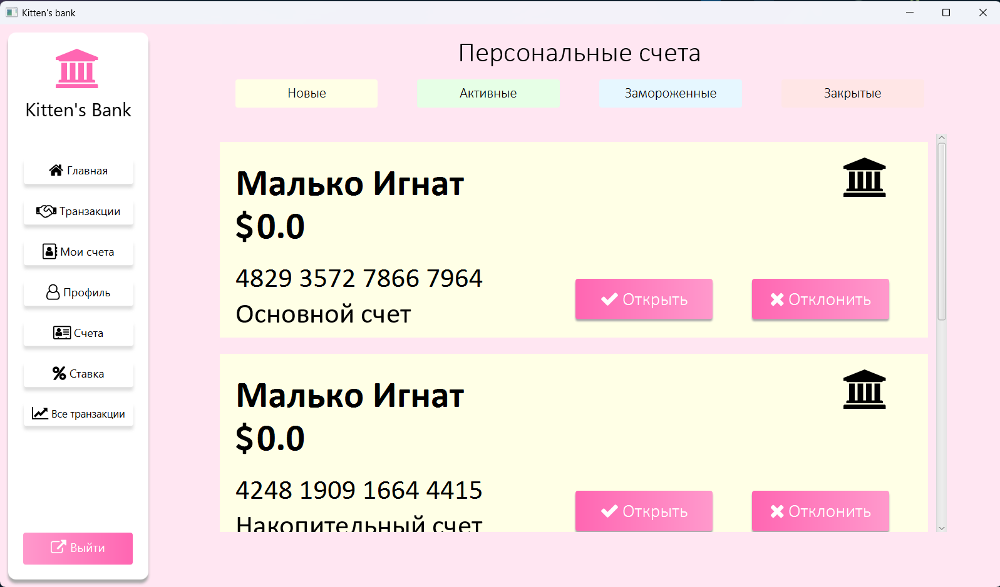 Kitten's bank
Kitten's Bank
Главная
Транзакции
Мои счета
Профиль
Счета
Ставка
Все транзакции
Выйти
Персональные счета
Новые
Активные
Замороженные
Закрытые
Малько Игнат
$0.0
4829 3572 7866 7964
Основной счет
Открыть
Отклонить
Малько Игнат
$0.0
4248 1909 1664 4415
Накопительный счет
Открыть
Отклонить